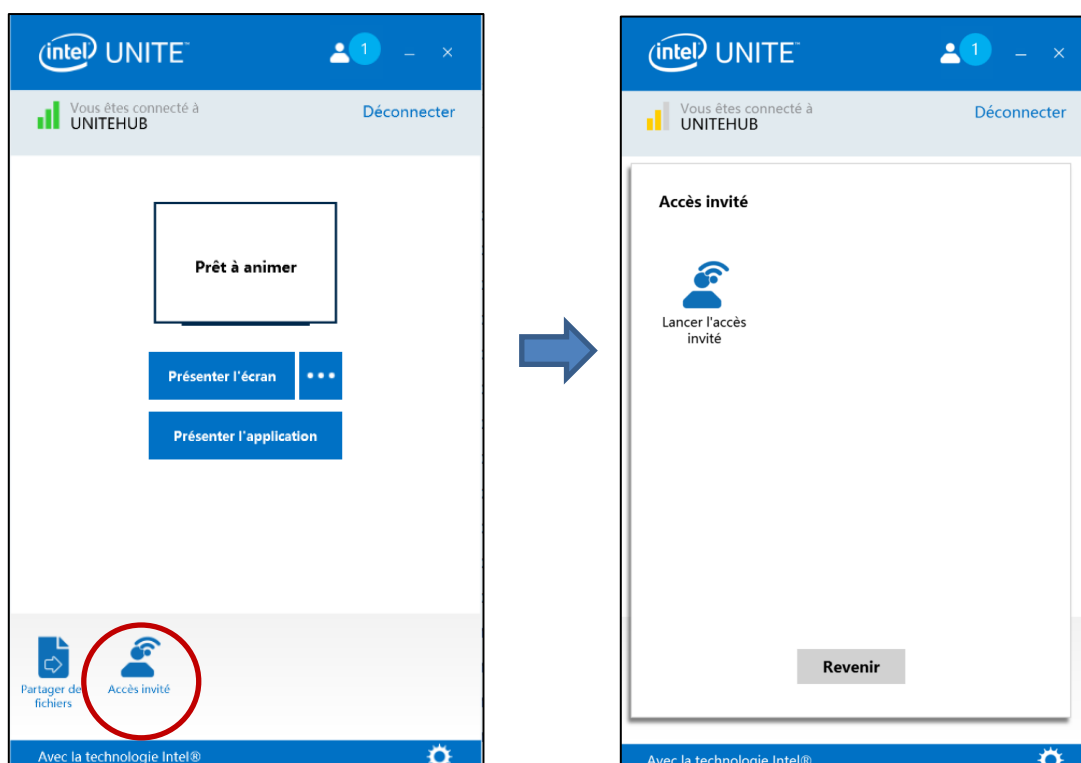 intel UNITE™ 1
Vous êtes connecté à
UNITEHUB
Déconnecter
Prêt à animer
Présenter l'écran
Présenter l'application
Partager de
fichiers
Accès invité
Avec la technologie Intel®
intel UNITE™ 1
Vous êtes connecté à
UNITEHUB
Déconnecter
Accès invité
Lancer l'accès
invité
Revenir
Avec la technologie Intel®